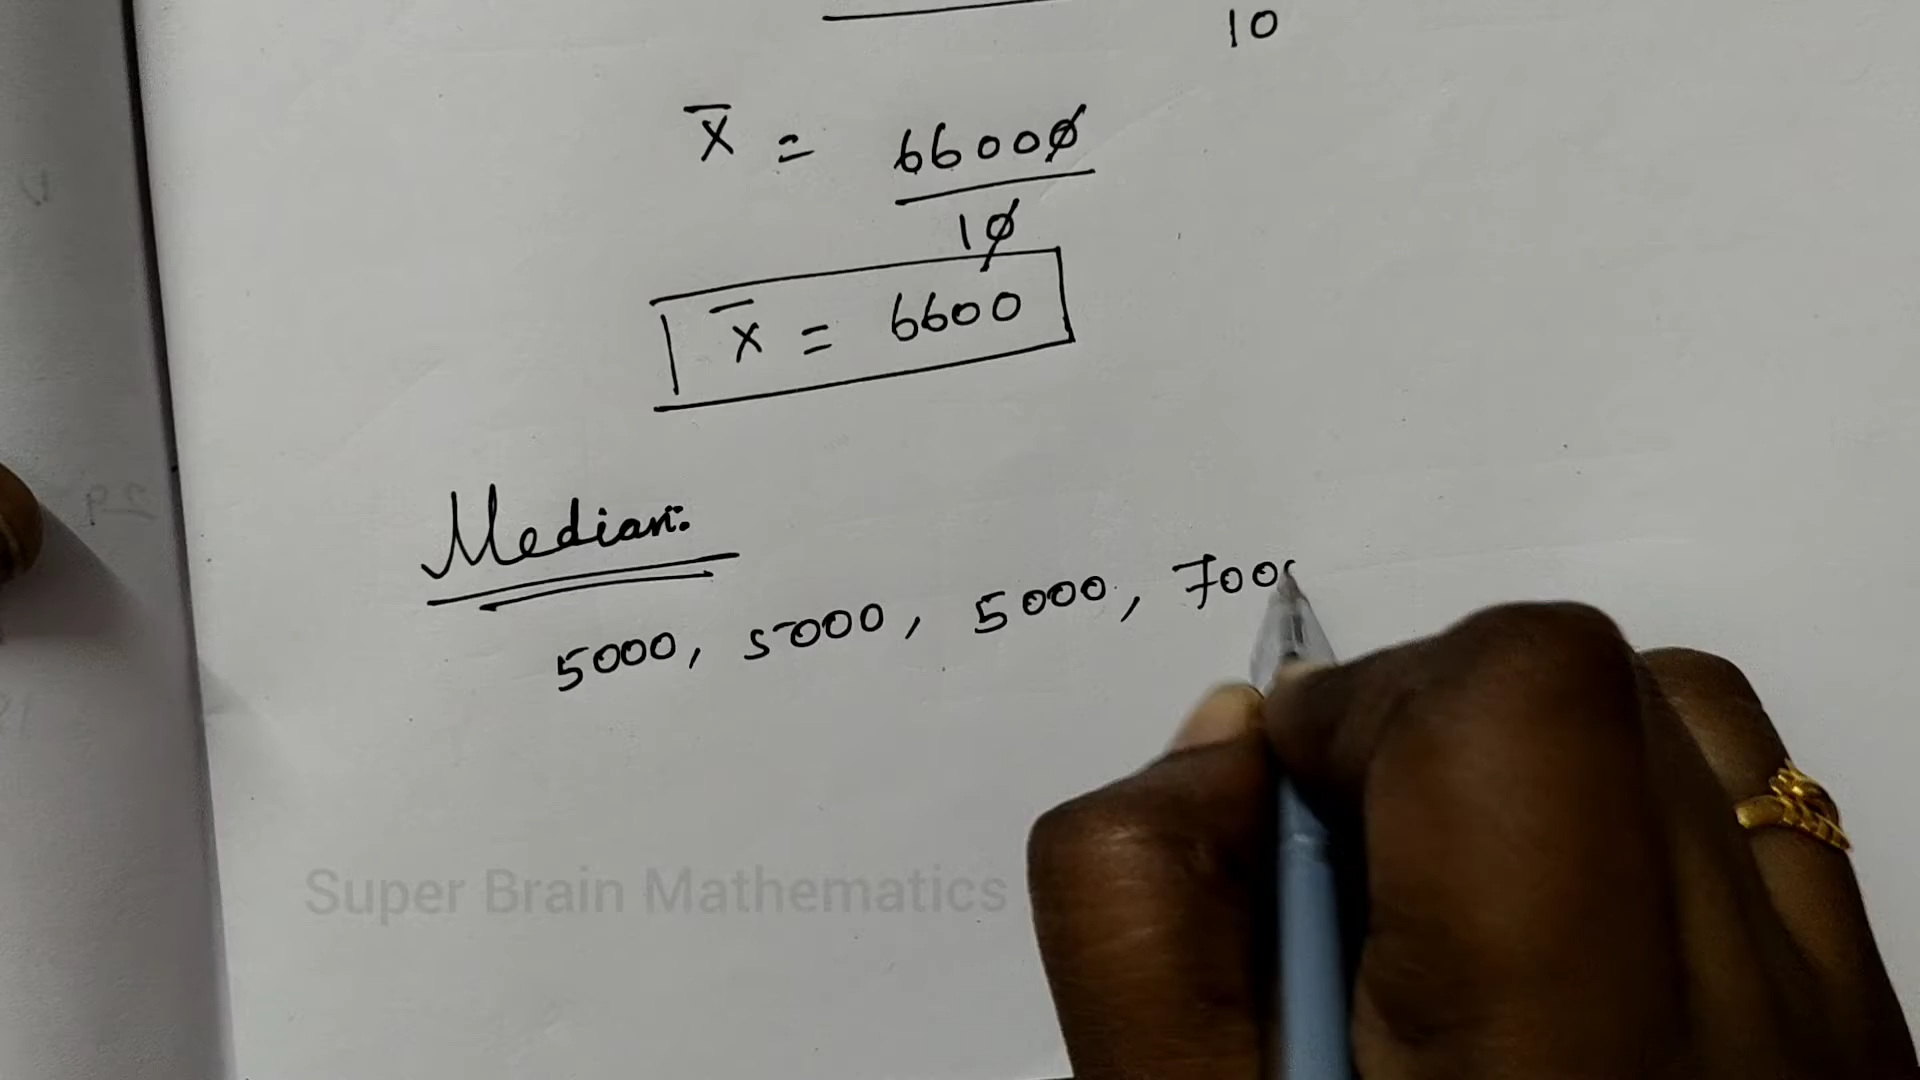 10
x̄ = 66000
10
x̄ = 6600
Median:
5000, 5000, 5000, 7000
Super Brain Mathematics